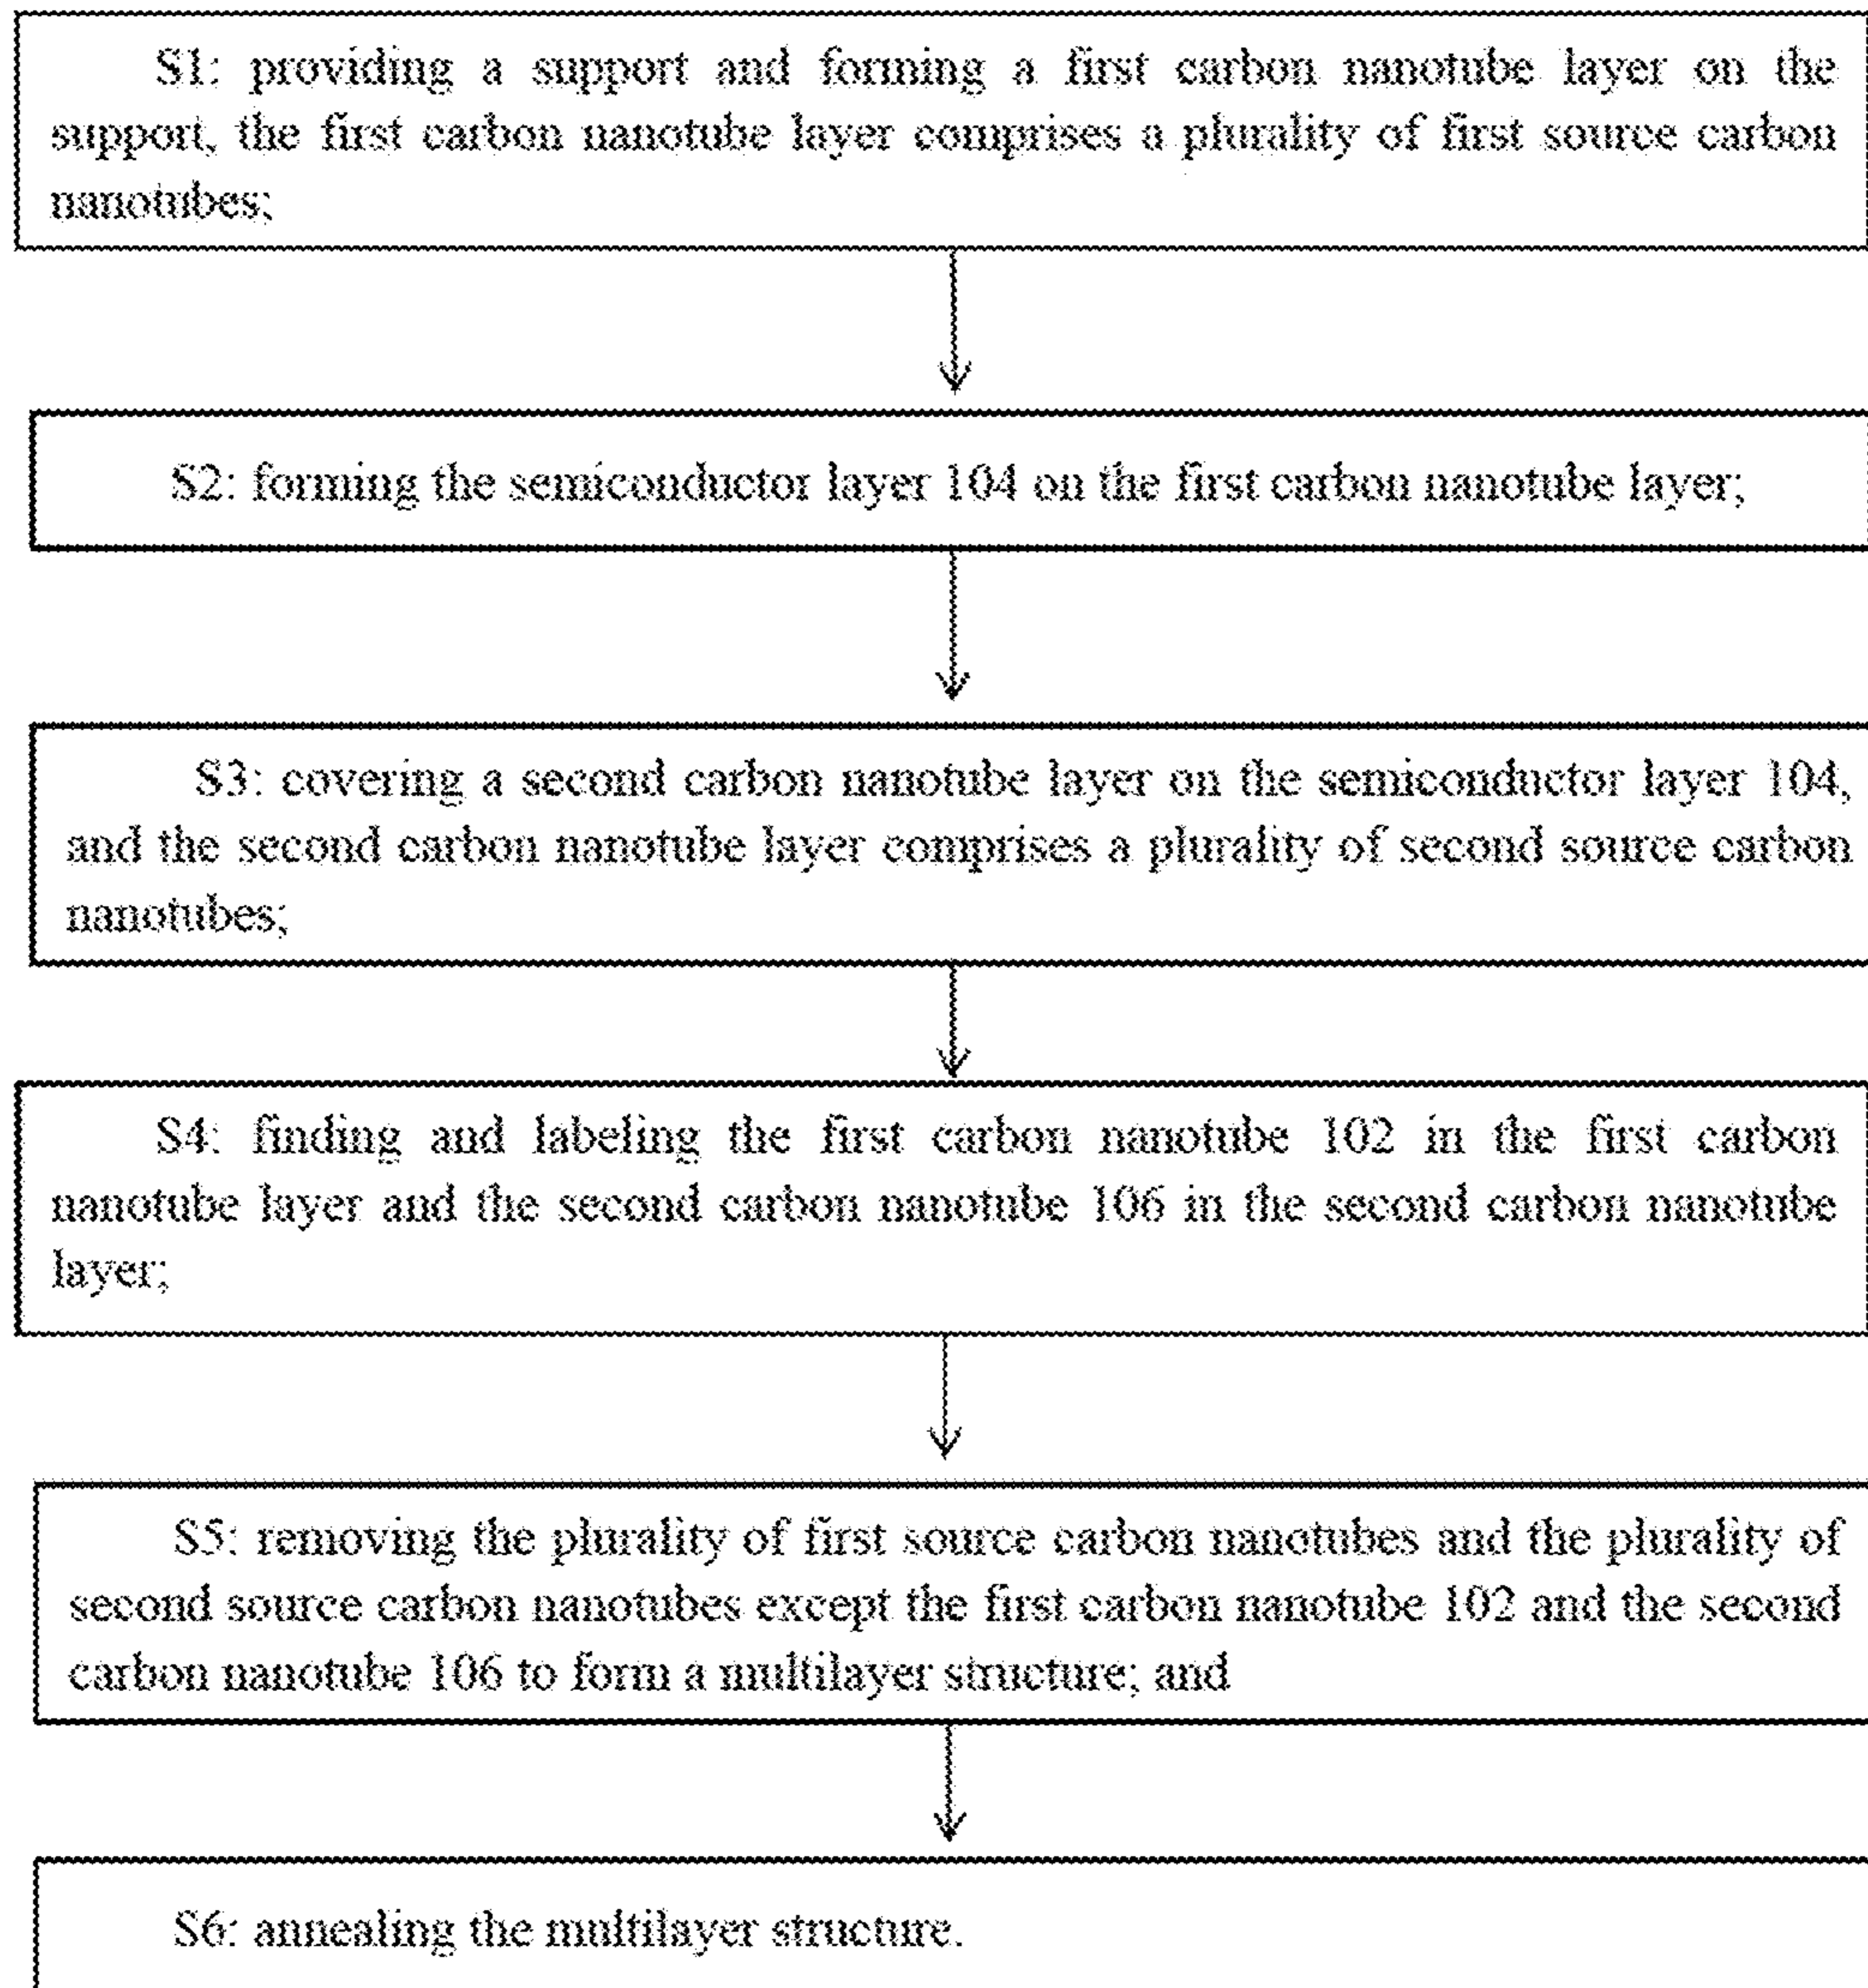 S1: providing a support and forming a first carbon nanotube layer on the
support, the first carbon nanotube layer comprises a plurality of first source carbon
nanotubes;
S2: forming the semiconductor layer 104 on the first carbon nanotube layer;
S3: covering a second carbon nanotube layer on the semiconductor layer 104,
and the second carbon nanotube layer comprises a plurality of second source carbon
nanotubes;
S4: finding and labeling the first carbon nanotube 102 in the first carbon
nanotube layer and the second carbon nanotube 106 in the second carbon nanotube
layer;
S5: removing the plurality of first source carbon nanotubes and the plurality of
second source carbon nanotubes except the first carbon nanotube 102 and the second
carbon nanotube 106 to form a multilayer structure; and
S6: annealing the multilayer structure.